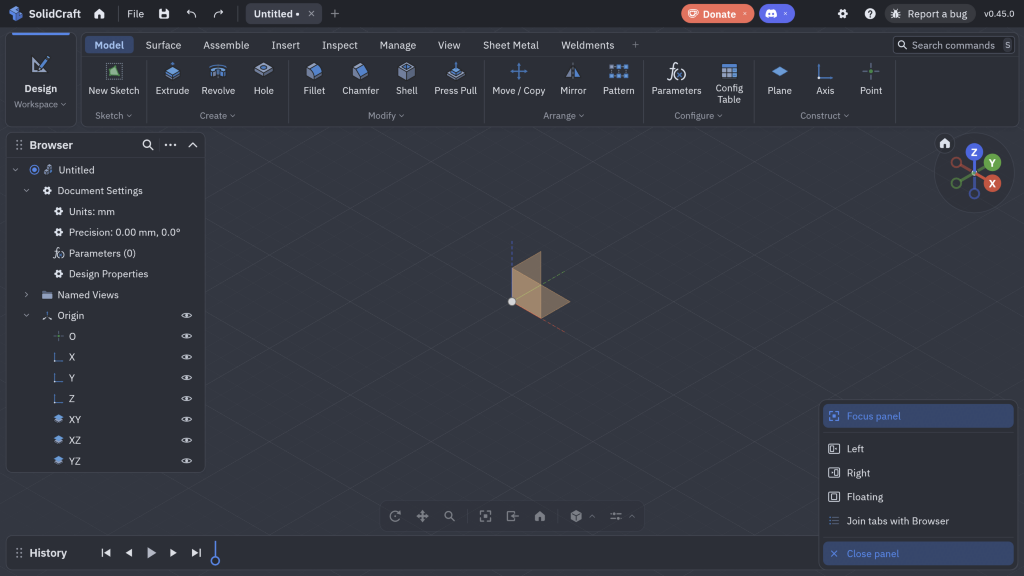 SolidCraft
File
Untitled •
Donate
Report a bug
v0.45.0
Design
Workspace
Model
Surface
Assemble
Insert
Inspect
Manage
View
Sheet Metal
Weldments
Search commands
S
New Sketch
Extrude
Revolve
Hole
Fillet
Chamfer
Shell
Press Pull
Move / Copy
Mirror
Pattern
Parameters
Config
Table
Plane
Axis
Point
Sketch
Create
Modify
Arrange
Configure
Construct
Browser
Untitled
Document Settings
Units: mm
Precision: 0.00 mm, 0.0°
Parameters (0)
Design Properties
Named Views
Origin
O
X
Y
Z
XY
XZ
YZ
Z
Y
X
Focus panel
Left
Right
Floating
Join tabs with Browser
Close panel
History